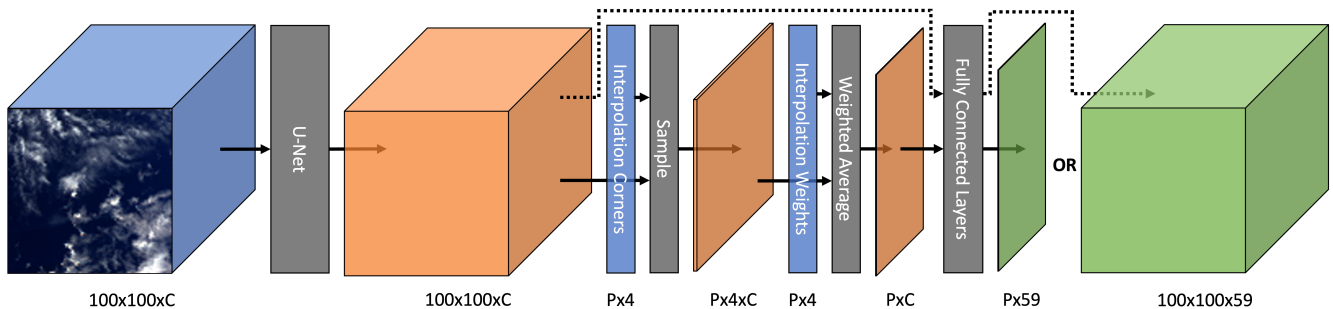 U-Net
Interpolation Corners
Sample
Interpolation Weights
Weighted Average
Fully Connected Layers
OR
100x100xC
100x100xC
Px4
Px4xC
Px4
PxC
Px59
100x100x59